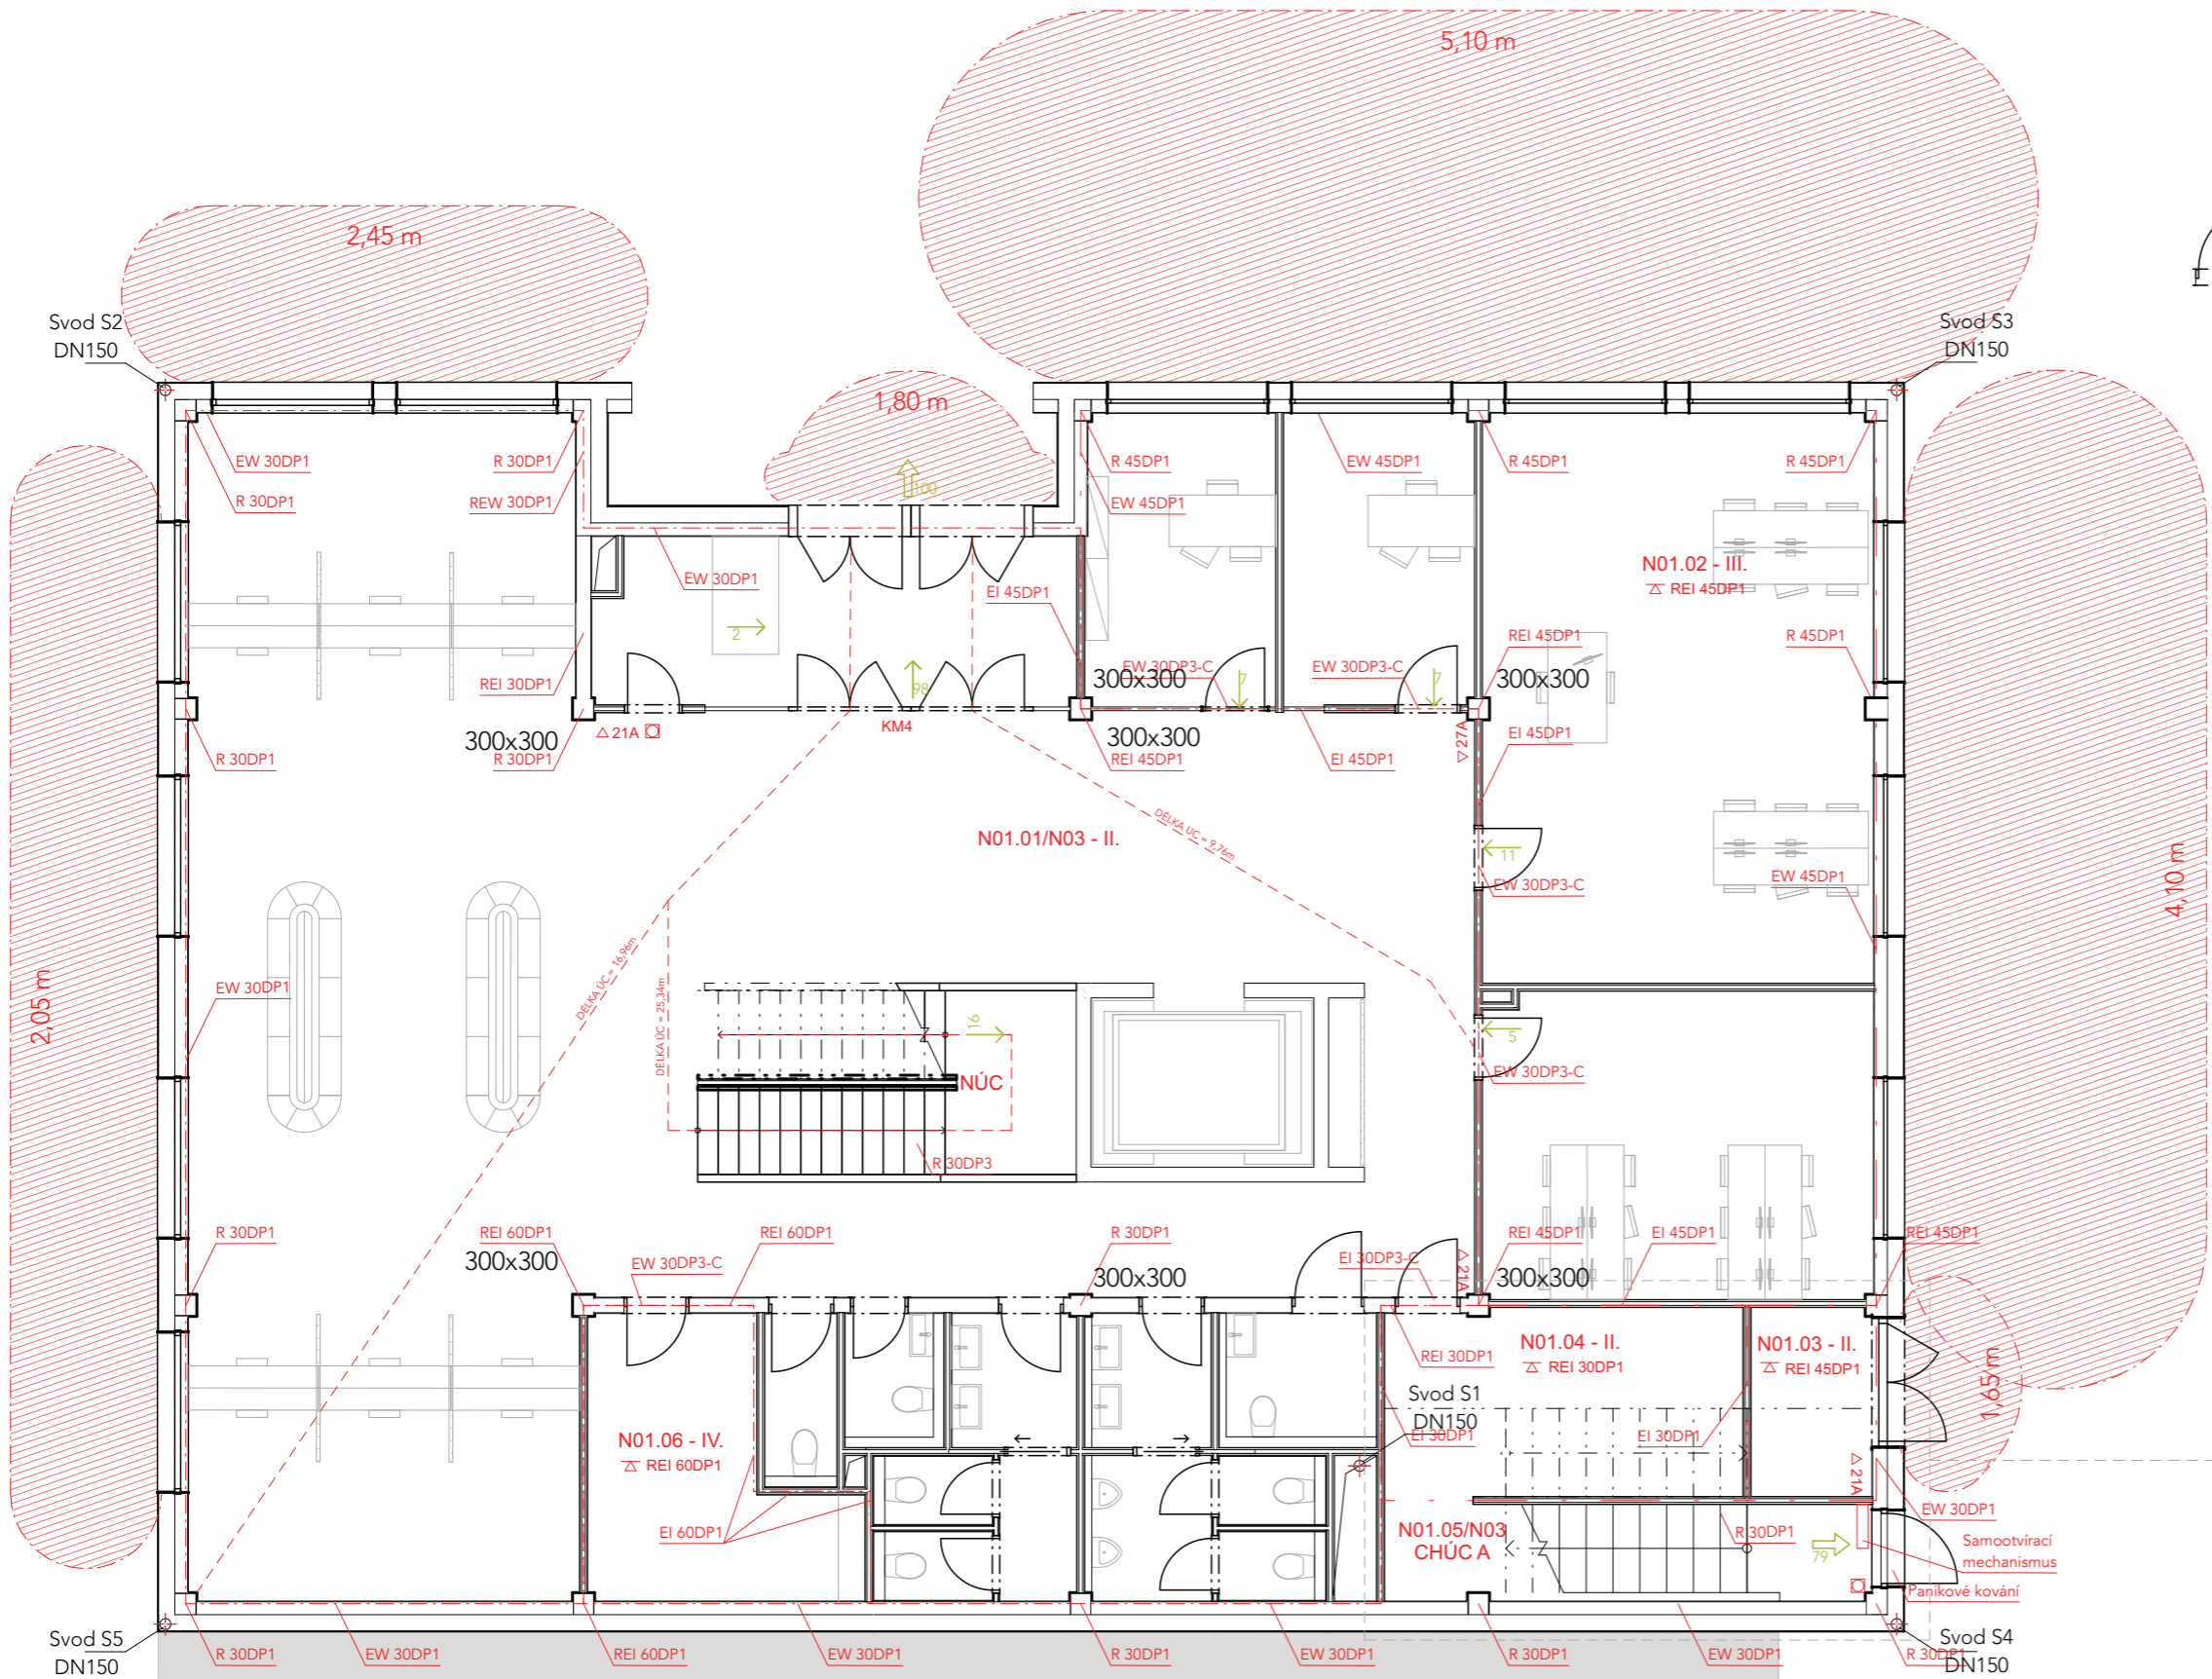 5,10 m
2,45 m
Svod S2
DN150
Svod S3
DN150
1,80 m
EW 30DP1
R 30DP1
R 45DP1
EW 45DP1
R 45DP1
R 45DP1
R 30DP1
REW 30DP1
100
EW 45DP1
N01.02 - III.
REI 45DP1
EW 30DP1
EI 45DP1
2
REI 45DP1
R 45DP1
REI 30DP1
98
EW 30DP3-C
7
EW 30DP3-C
7
300x300
300x300
21A
KM4
27A
300x300
300x300
EI 45DP1
R 30DP1
R 30DP1
REI 45DP1
EI 45DP1
DÉLKA ÚC = 9,76m
N01.01/N03 - II.
11
EW 30DP3-C
EW 45DP1
4,10 m
DÉLKA ÚC = 16,96m
EW 30DP1
2,05 m
DÉLKA ÚC = 25,34m
16
5
NÚC
EW 30DP3-C
R 30DP3
R 30DP1
REI 60DP1
REI 60DP1
R 30DP1
REI 45DP1
EI 45DP1
REI 45DP1
300x300
EW 30DP3-C
EI 30DP3-C
21A
300x300
300x300
N01.04 - II.
REI 30DP1
N01.03 - II.
REI 45DP1
REI 30DP1
1,65 m
Svod S1
DN150
N01.06 - IV.
REI 60DP1
EI 30DP1
EI 30DP1
21A
EI 60DP1
N01.05/N03
CHÚC A
R 30DP1
EW 30DP1
79
Samootvírací
mechanismus
Panikové kování
Svod S5
DN150
R 30DP1
EW 30DP1
REI 60DP1
EW 30DP1
R 30DP1
EW 30DP1
R 30DP1
EW 30DP1
R 30DP1
Svod S4
DN150